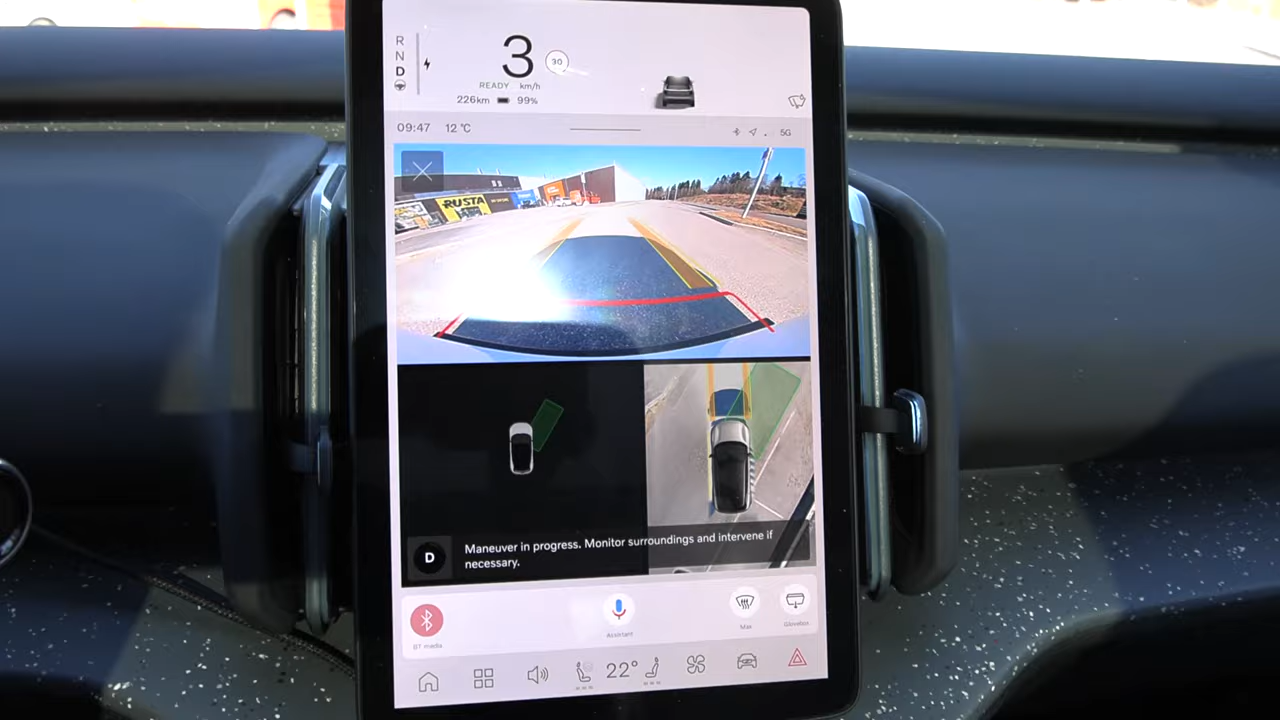 R
N
D
3
30
READY km/h
226km 99%
09:47 12 °C
5G
RUSTA
D
Maneuver in progress. Monitor surroundings and intervene if
necessary.
BT media
Assistant
Max
Glovebox
22°